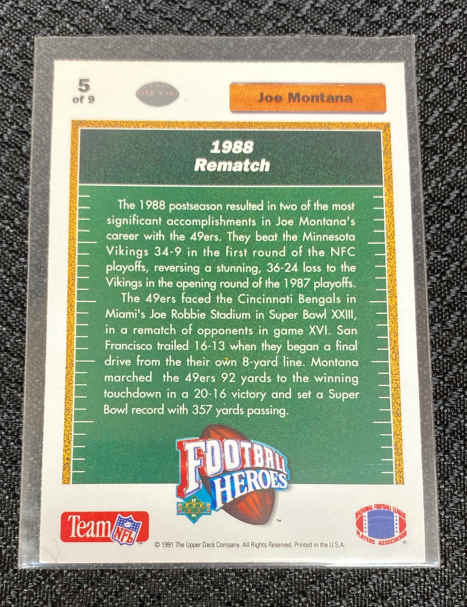 5
of 9
Joe Montana
1988
Rematch
The 1988 postseason resulted in two of the most
significant accomplishments in Joe Montana's
career with the 49ers. They beat the Minnesota
Vikings 34-9 in the first round of the NFC
playoffs, reversing a stunning, 36-24 loss to the
Vikings in the opening round of the 1987 playoffs.
The 49ers faced the Cincinnati Bengals in
Miami's Joe Robbie Stadium in Super Bowl XXIII,
in a rematch of opponents in game XVI. San
Francisco trailed 16-13 when they began a final
drive from the their own 8-yard line. Montana
marched the 49ers 92 yards to the winning
touchdown in a 20-16 victory and set a Super
Bowl record with 357 yards passing.
FOOTBALL
HEROES
™
Team NFL
© 1991 The Upper Deck Company. All Rights Reserved. Printed in the U.S.A.
NATIONAL FOOTBALL LEAGUE
PLAYERS ASSOCIATION